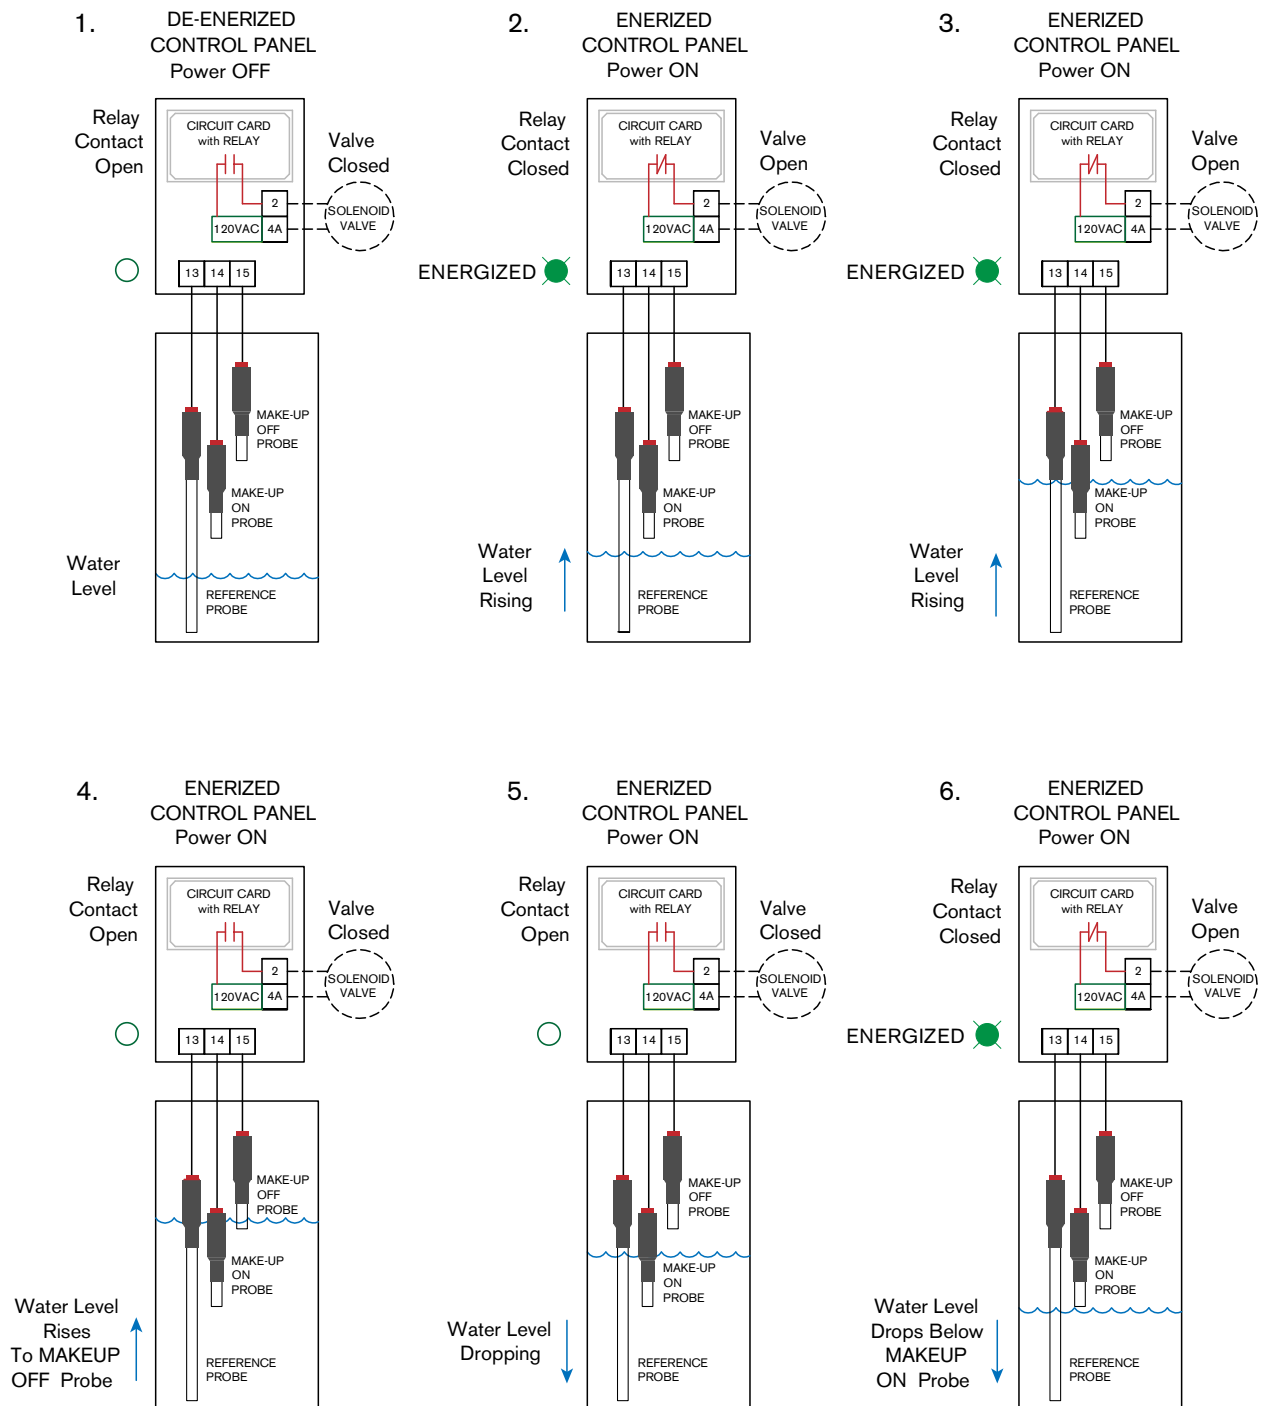 1.
DE-ENERIZED
CONTROL PANEL
Power OFF
Relay
Contact
Open
CIRCUIT CARD
with RELAY
Valve
Closed
2
120VAC 4A
SOLENOID
VALVE
13 14 15
MAKE-UP
OFF
PROBE
MAKE-UP
ON
PROBE
Water
Level
REFERENCE
PROBE
2.
ENERIZED
CONTROL PANEL
Power ON
Relay
Contact
Closed
CIRCUIT CARD
with RELAY
Valve
Open
2
120VAC 4A
SOLENOID
VALVE
ENERGIZED
13 14 15
MAKE-UP
OFF
PROBE
MAKE-UP
ON
PROBE
Water
Level
Rising
REFERENCE
PROBE
3.
ENERIZED
CONTROL PANEL
Power ON
Relay
Contact
Closed
CIRCUIT CARD
with RELAY
Valve
Open
2
120VAC 4A
SOLENOID
VALVE
ENERGIZED
13 14 15
MAKE-UP
OFF
PROBE
MAKE-UP
ON
PROBE
Water
Level
Rising
REFERENCE
PROBE
4.
ENERIZED
CONTROL PANEL
Power ON
Relay
Contact
Open
CIRCUIT CARD
with RELAY
Valve
Closed
2
120VAC 4A
SOLENOID
VALVE
13 14 15
MAKE-UP
OFF
PROBE
MAKE-UP
ON
PROBE
Water Level
Rises
To MAKEUP
OFF Probe
REFERENCE
PROBE
5.
ENERIZED
CONTROL PANEL
Power ON
Relay
Contact
Open
CIRCUIT CARD
with RELAY
Valve
Closed
2
120VAC 4A
SOLENOID
VALVE
13 14 15
MAKE-UP
OFF
PROBE
MAKE-UP
ON
PROBE
Water Level
Dropping
REFERENCE
PROBE
6.
ENERIZED
CONTROL PANEL
Power ON
Relay
Contact
Closed
CIRCUIT CARD
with RELAY
Valve
Open
2
120VAC 4A
SOLENOID
VALVE
ENERGIZED
13 14 15
MAKE-UP
OFF
PROBE
MAKE-UP
ON
PROBE
Water Level
Drops Below
MAKEUP
ON Probe
REFERENCE
PROBE